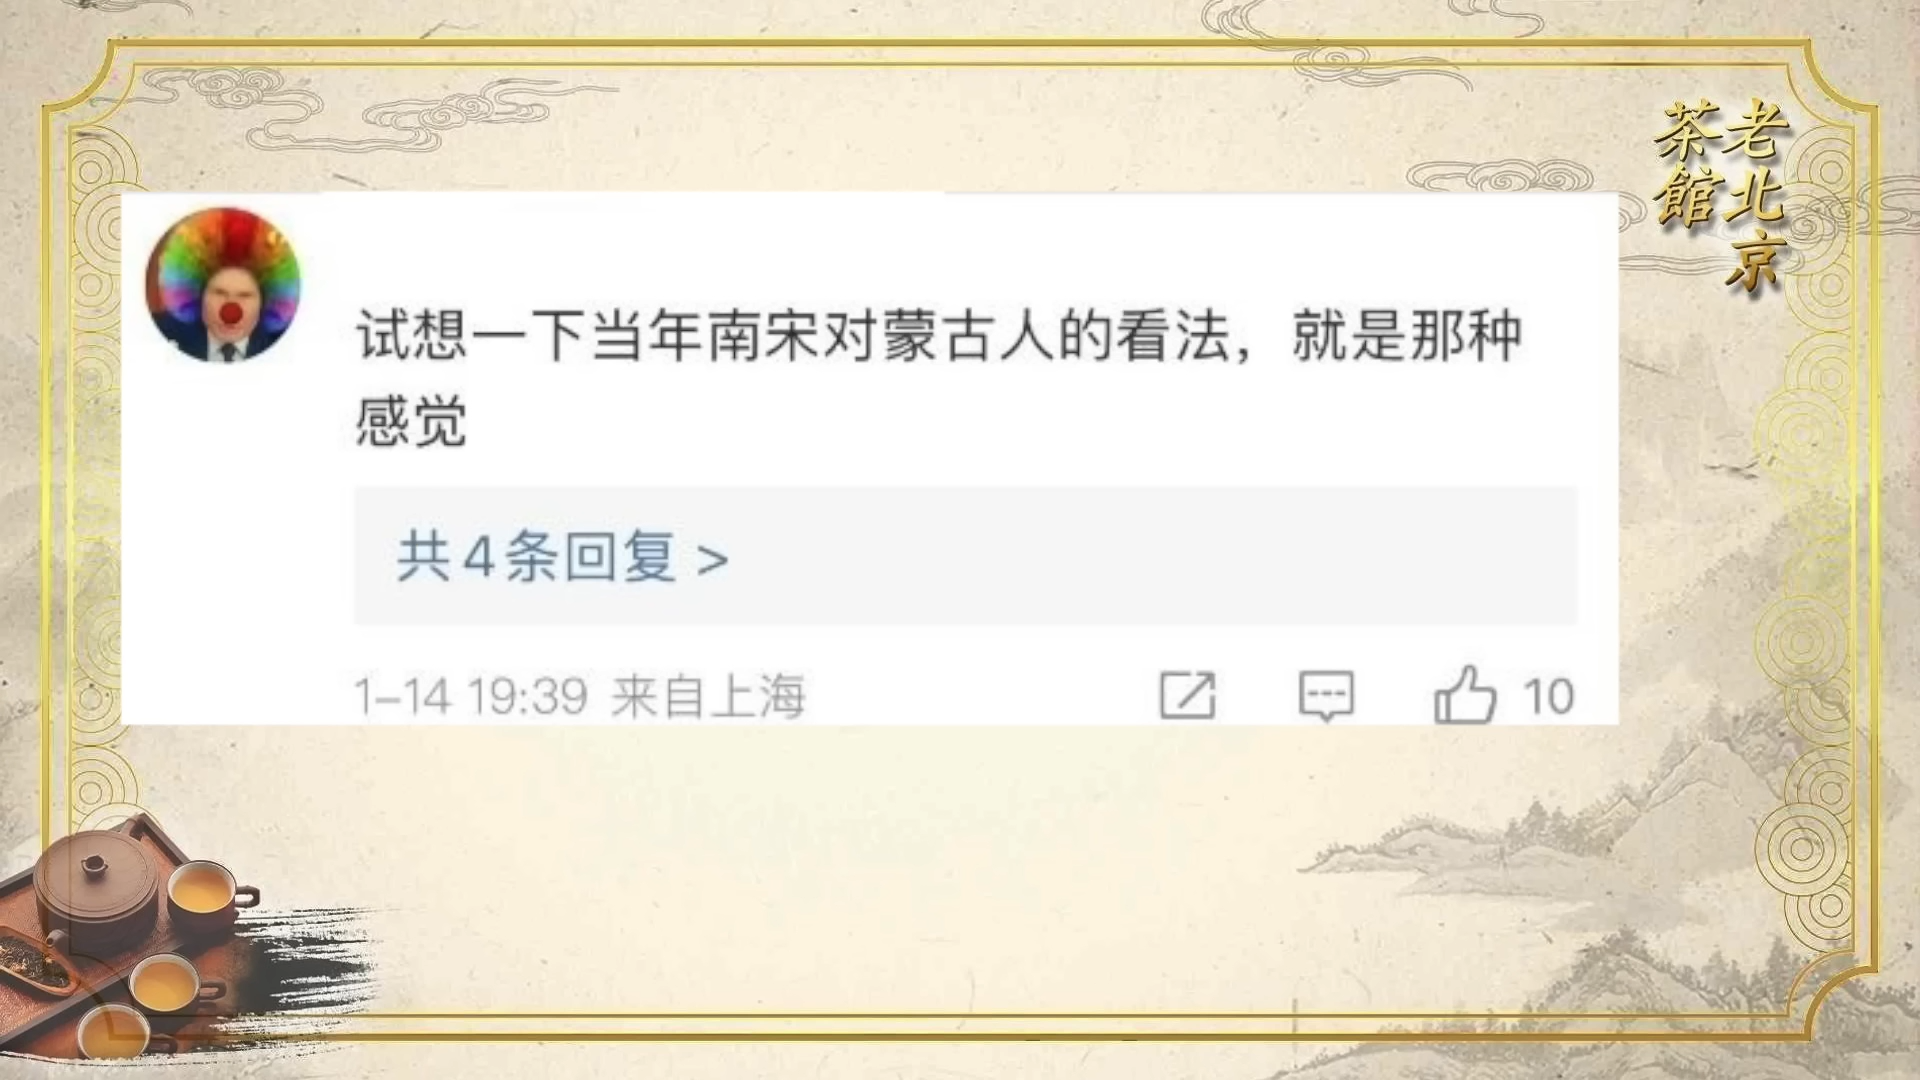 老北京
茶館
试想一下当年南宋对蒙古人的看法，就是那种
感觉
共4条回复 >
1-14 19:39 来自上海
10